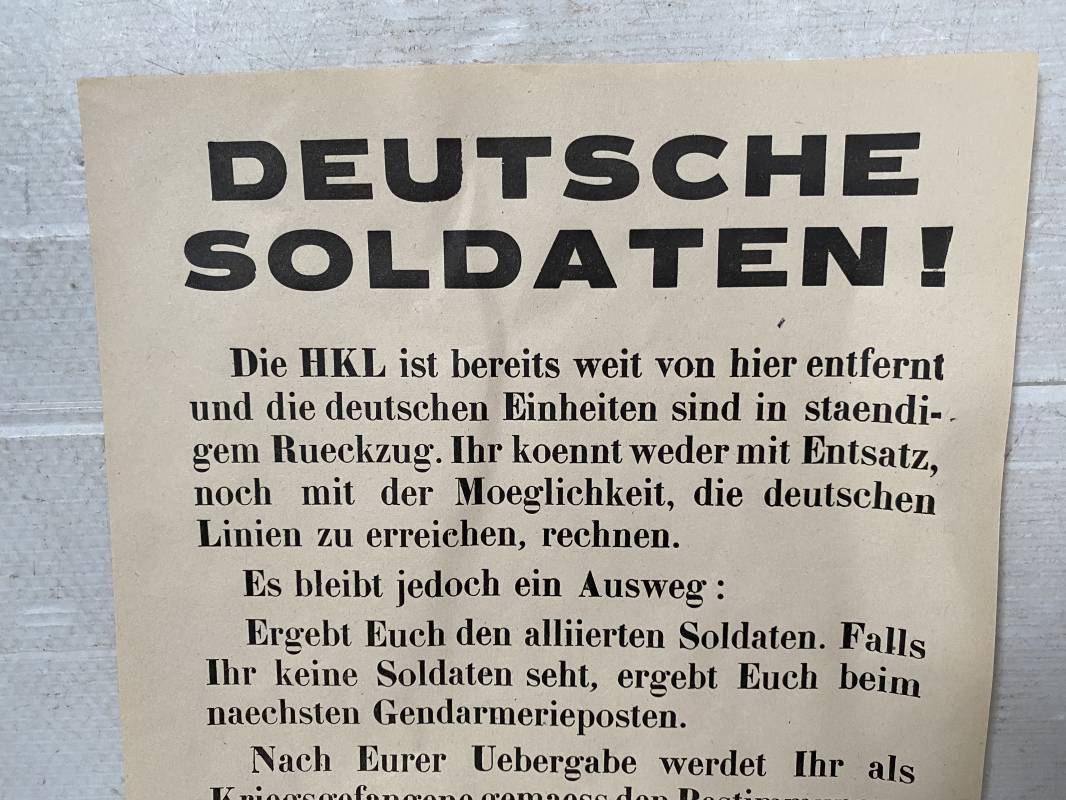 DEUTSCHE
SOLDATEN !
Die HKL ist bereits weit von hier entfernt
und die deutschen Einheiten sind in staendi-
gem Rueckzug. Ihr koennt weder mit Entsatz,
noch mit der Moeglichkeit, die deutschen
Linien zu erreichen, rechnen.
Es bleibt jedoch ein Ausweg :
Ergebt Euch den alliierten Soldaten. Falls
Ihr keine Soldaten seht, ergebt Euch beim
naechsten Gendarmerieposten.
Nach Eurer Uebergabe werdet Ihr als
Kriegsgefangene gemaess den